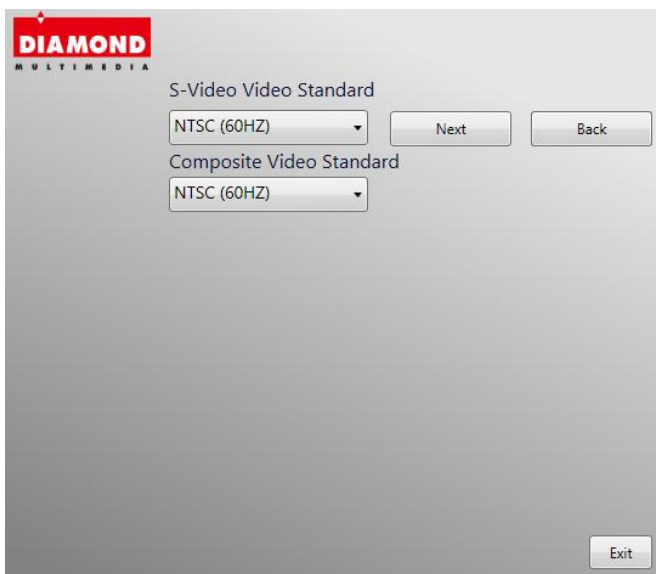 DIAMOND
MULTIMEDIA
S-Video Video Standard
NTSC (60HZ) Next Back
Composite Video Standard
NTSC (60HZ)
Exit